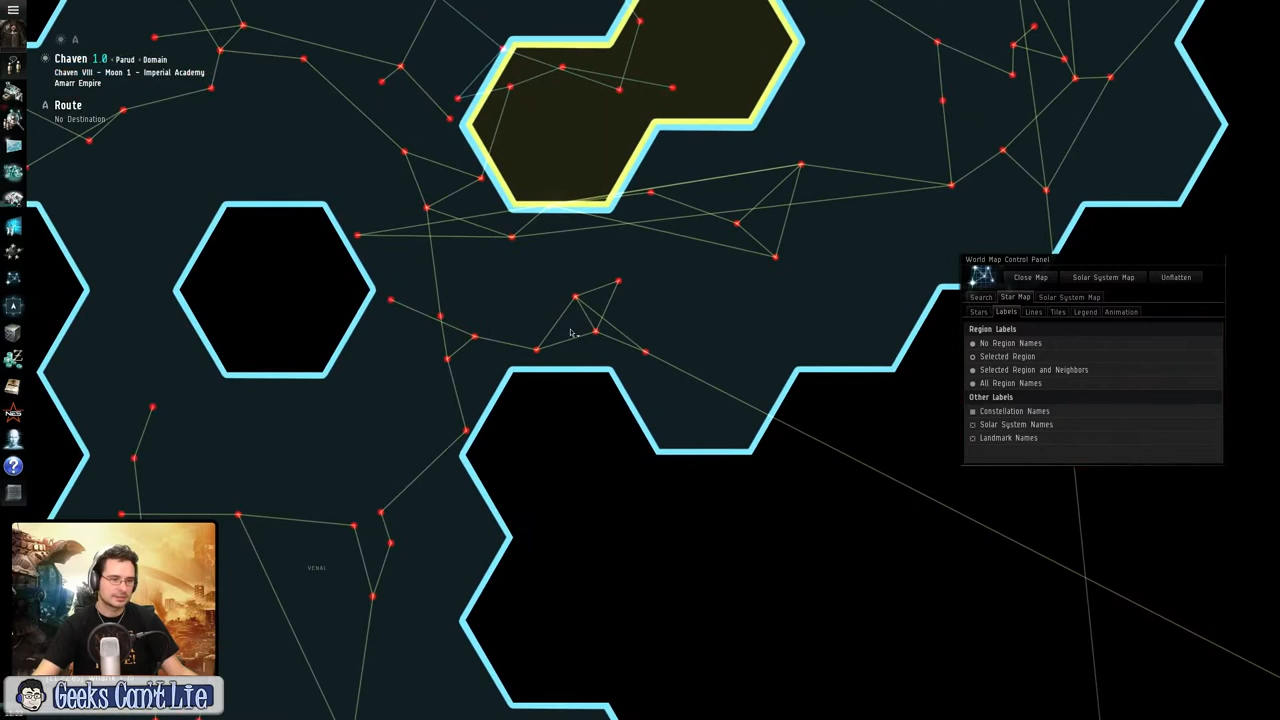 Chaven 1.0 ‹ Parud ‹ Domain
Chaven VIII - Moon 1 - Imperial Academy
Amarr Empire
Route
No Destination
World Map Control Panel
Close Map
Solar System Map
Unflatten
Search
Star Map
Solar System Map
Stars
Labels
Lines
Tiles
Legend
Animation
Region Labels
No Region Names
Selected Region
Selected Region and Neighbors
All Region Names
Other Labels
Constellation Names
Solar System Names
Landmark Names
VENAL
NES
Geeks Can't Lie